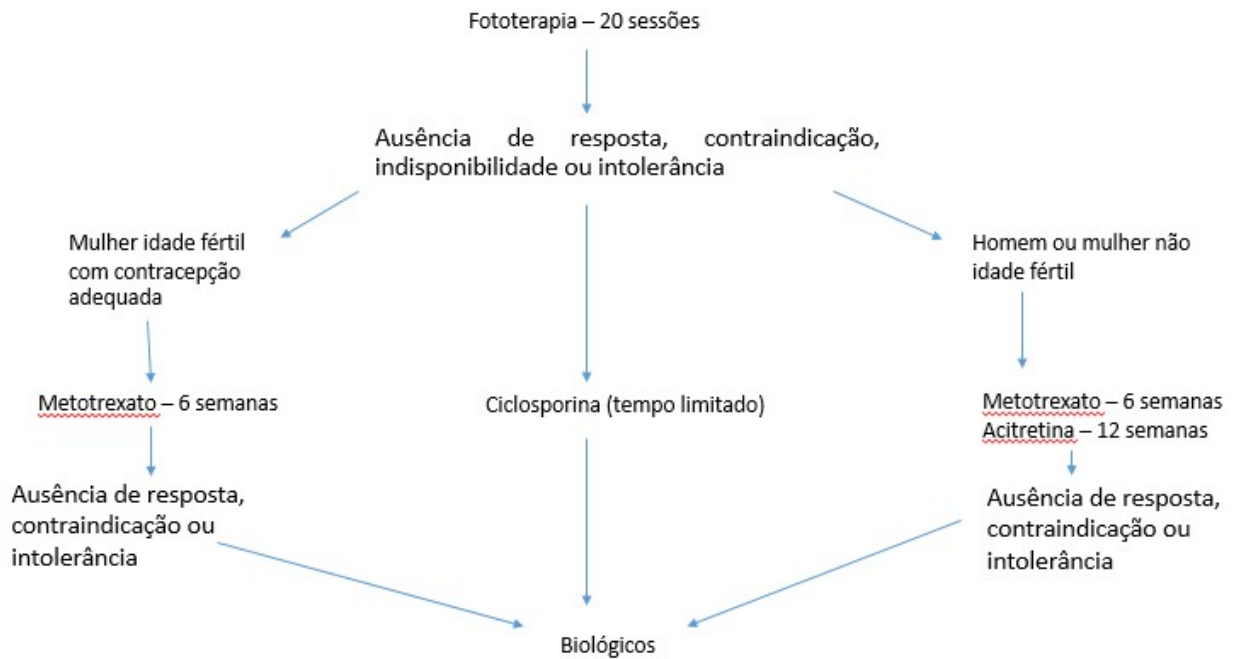 Fototerapia – 20 sessões
Ausência de resposta, contraindicação,
indisponibilidade ou intolerância
Mulher idade fértil
com contracepção
adequada
Homem ou mulher não
idade fértil
Metotrexato – 6 semanas
Ciclosporina (tempo limitado)
Metotrexato – 6 semanas
Acitretina – 12 semanas
Ausência de resposta,
contraindicação ou
intolerância
Ausência de resposta,
contraindicação ou
intolerância
Biológicos